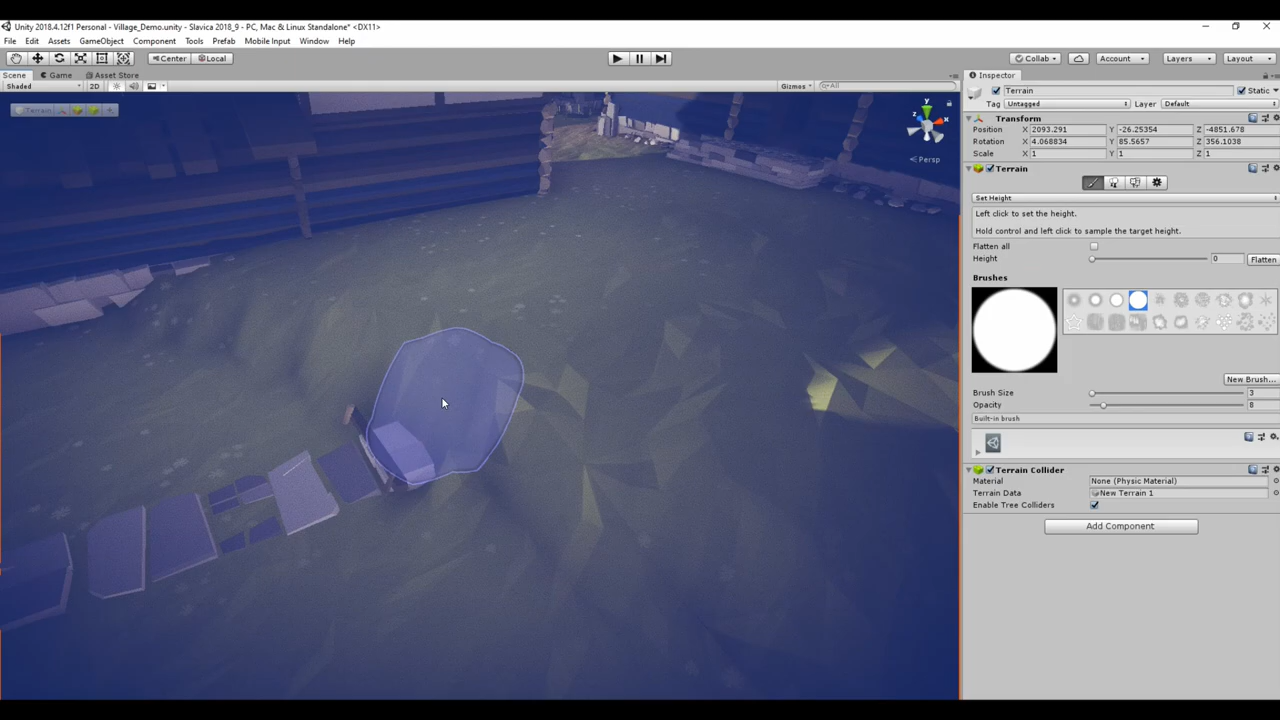 Unity 2018.4.12f1 Personal - Village_Demo.unity - Slavica 2018_9 - PC, Mac & Linux Standalone* <DX11>
File Edit Assets GameObject Component Tools Prefab Mobile Input Window Help
Center Local Collab Account Layers Layout
Scene Game Asset Store Inspector
Shaded 2D Gizmos All
Terrain
y
x
z
Persp
Terrain Static
Tag Untagged Layer Default
Transform
Position X 2093.291 Y -26.25354 Z -4851.678
Rotation X 4.068834 Y 85.5657 Z 356.1038
Scale X 1 Y 1 Z 1
Terrain
Set Height
Left click to set the height.
Hold control and left click to sample the target height.
Flatten all
Height 0 Flatten
Brushes
New Brush...
Brush Size 3
Opacity 8
Built-in brush
Terrain Collider
Material None (Physic Material)
Terrain Data New Terrain 1
Enable Tree Colliders
Add Component